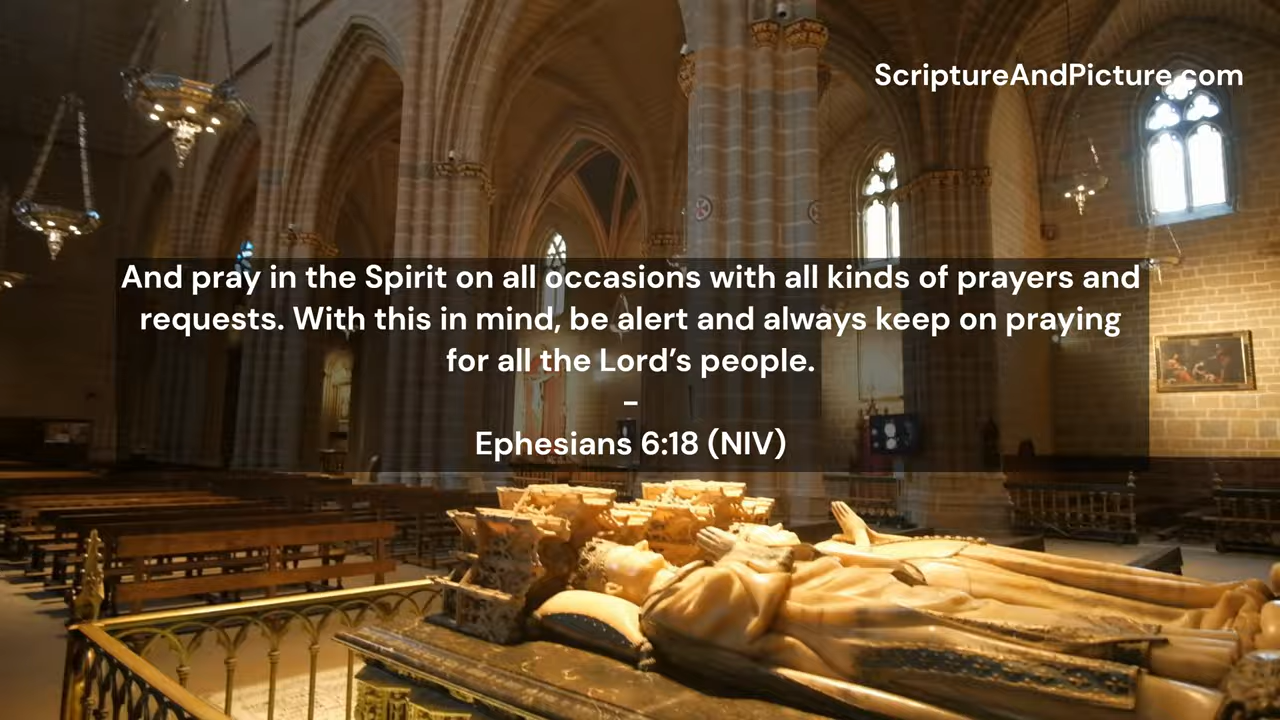 ScriptureAndPicture.com
And pray in the Spirit on all occasions with all kinds of prayers and
requests. With this in mind, be alert and always keep on praying
for all the Lord’s people.
–
Ephesians 6:18 (NIV)